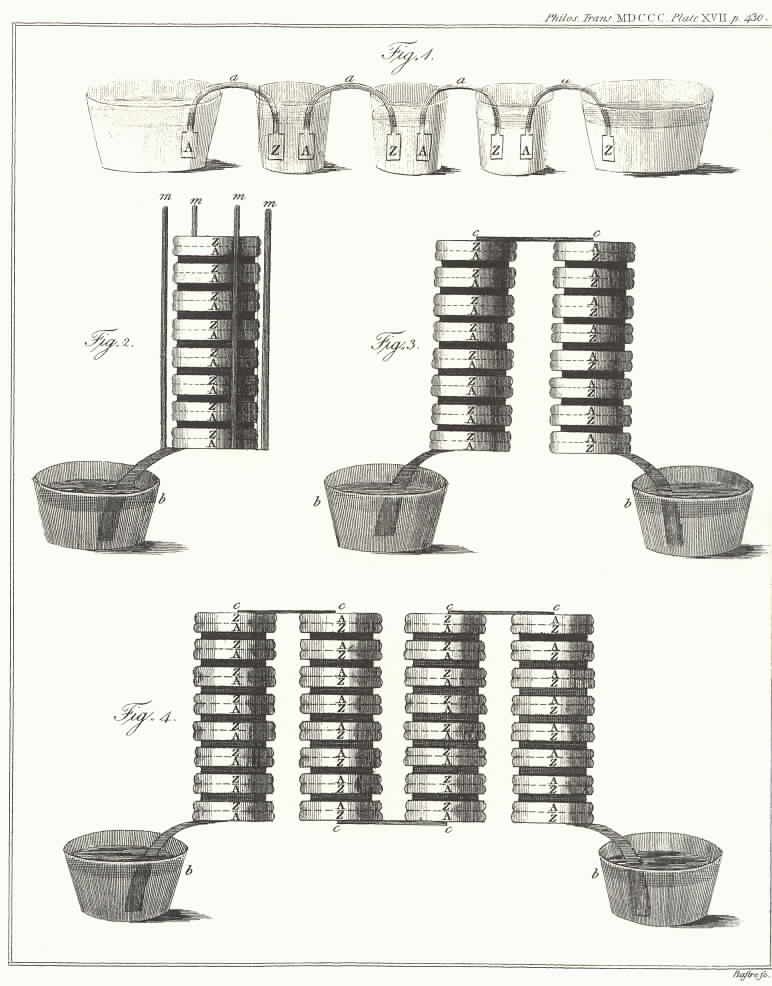 Philos. Trans. MDCCC. Plate XVII. p. 430.
Fig. 1.
a a a a
A Z A Z A Z A Z
m m m m
Fig. 2.
Z
A
Z
A
Z
A
Z
A
Z
A
Z
A
Z
A
Z
A
b
c c
Fig. 3.
Z A
A Z
Z A
A Z
Z A
A Z
Z A
A Z
Z A
A Z
Z A
A Z
Z A
A Z
Z A
A Z
b b
c c c c
Fig. 4.
Z A Z A
A Z A Z
Z A Z A
A Z A Z
Z A Z A
A Z A Z
Z A Z A
A Z A Z
Z A Z A
A Z A Z
Z A Z A
A Z A Z
Z A Z A
A Z A Z
Z A Z A
A Z A Z
c c
b b
Basire sc.